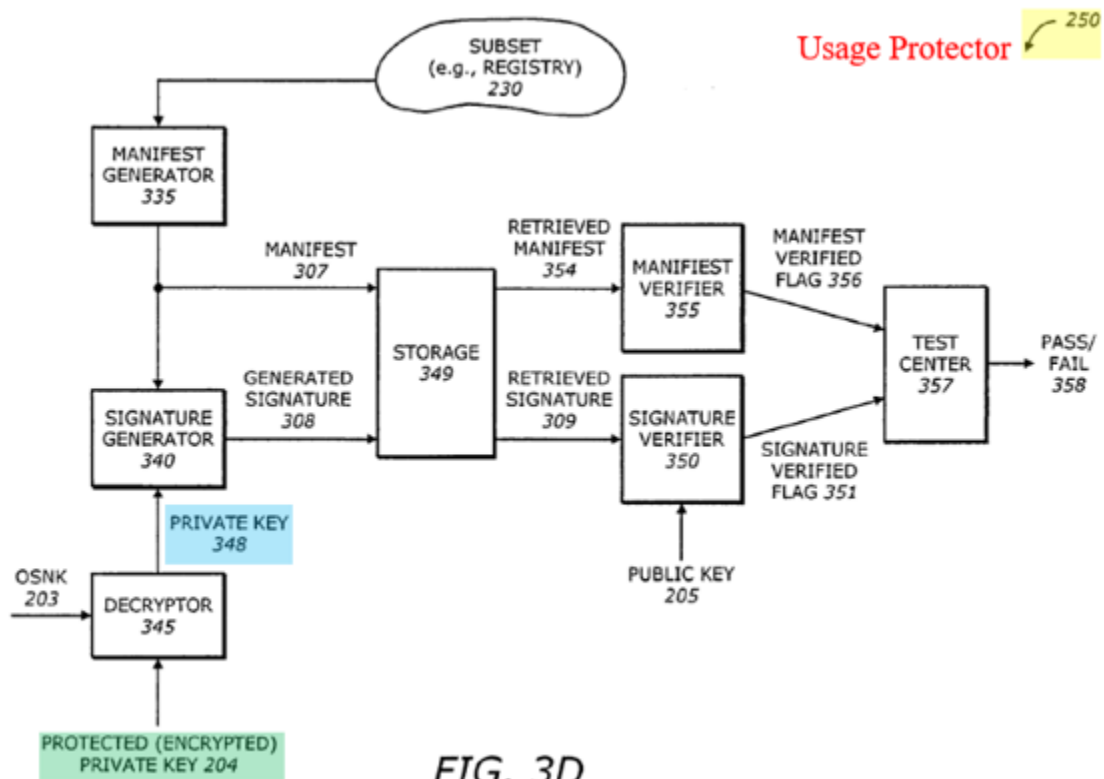 250
Usage Protector
SUBSET
(e.g., REGISTRY)
230
MANIFEST
GENERATOR
335
MANIFEST
307
RETRIEVED
MANIFEST
354
MANIFIEST
VERIFIER
355
MANIFEST
VERIFIED
FLAG 356
STORAGE
349
TEST
CENTER
357
PASS/
FAIL
358
SIGNATURE
GENERATOR
340
GENERATED
SIGNATURE
308
RETRIEVED
SIGNATURE
309
SIGNATURE
VERIFIER
350
SIGNATURE
VERIFIED
FLAG 351
PRIVATE KEY
348
OSNK
203
DECRYPTOR
345
PUBLIC KEY
205
PROTECTED (ENCRYPTED)
PRIVATE KEY 204
FIG. 3D